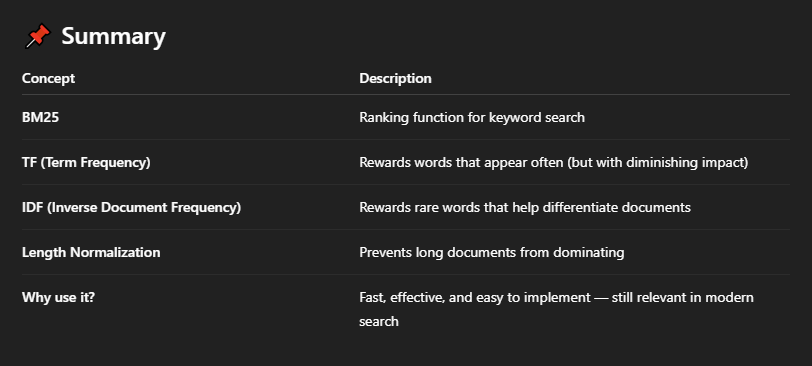 📌 Summary
Concept Description
BM25 Ranking function for keyword search
TF (Term Frequency) Rewards words that appear often (but with diminishing impact)
IDF (Inverse Document Frequency) Rewards rare words that help differentiate documents
Length Normalization Prevents long documents from dominating
Why use it? Fast, effective, and easy to implement — still relevant in modern
search